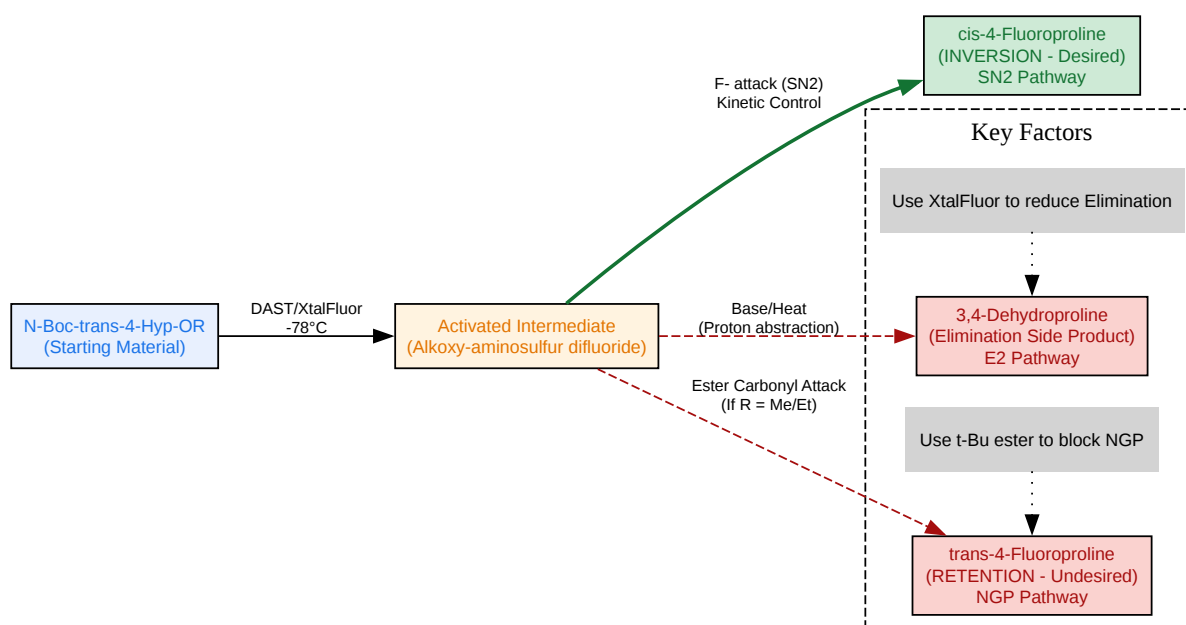 cis-4-Fluoroproline
(INVERSION - Desired)
SN2 Pathway
F- attack (SN2)
Kinetic Control
Key Factors
Use XtalFluor to reduce Elimination
N-Boc-trans-4-Hyp-OR
(Starting Material)
DAST/XtalFluor
-78°C
Activated Intermediate
(Alkoxy-aminosulfur difluoride)
Base/Heat
(Proton abstraction)
3,4-Dehydroproline
(Elimination Side Product)
E2 Pathway
Ester Carbonyl Attack
(If R = Me/Et)
Use t-Bu ester to block NGP
trans-4-Fluoroproline
(RETENTION - Undesired)
NGP Pathway